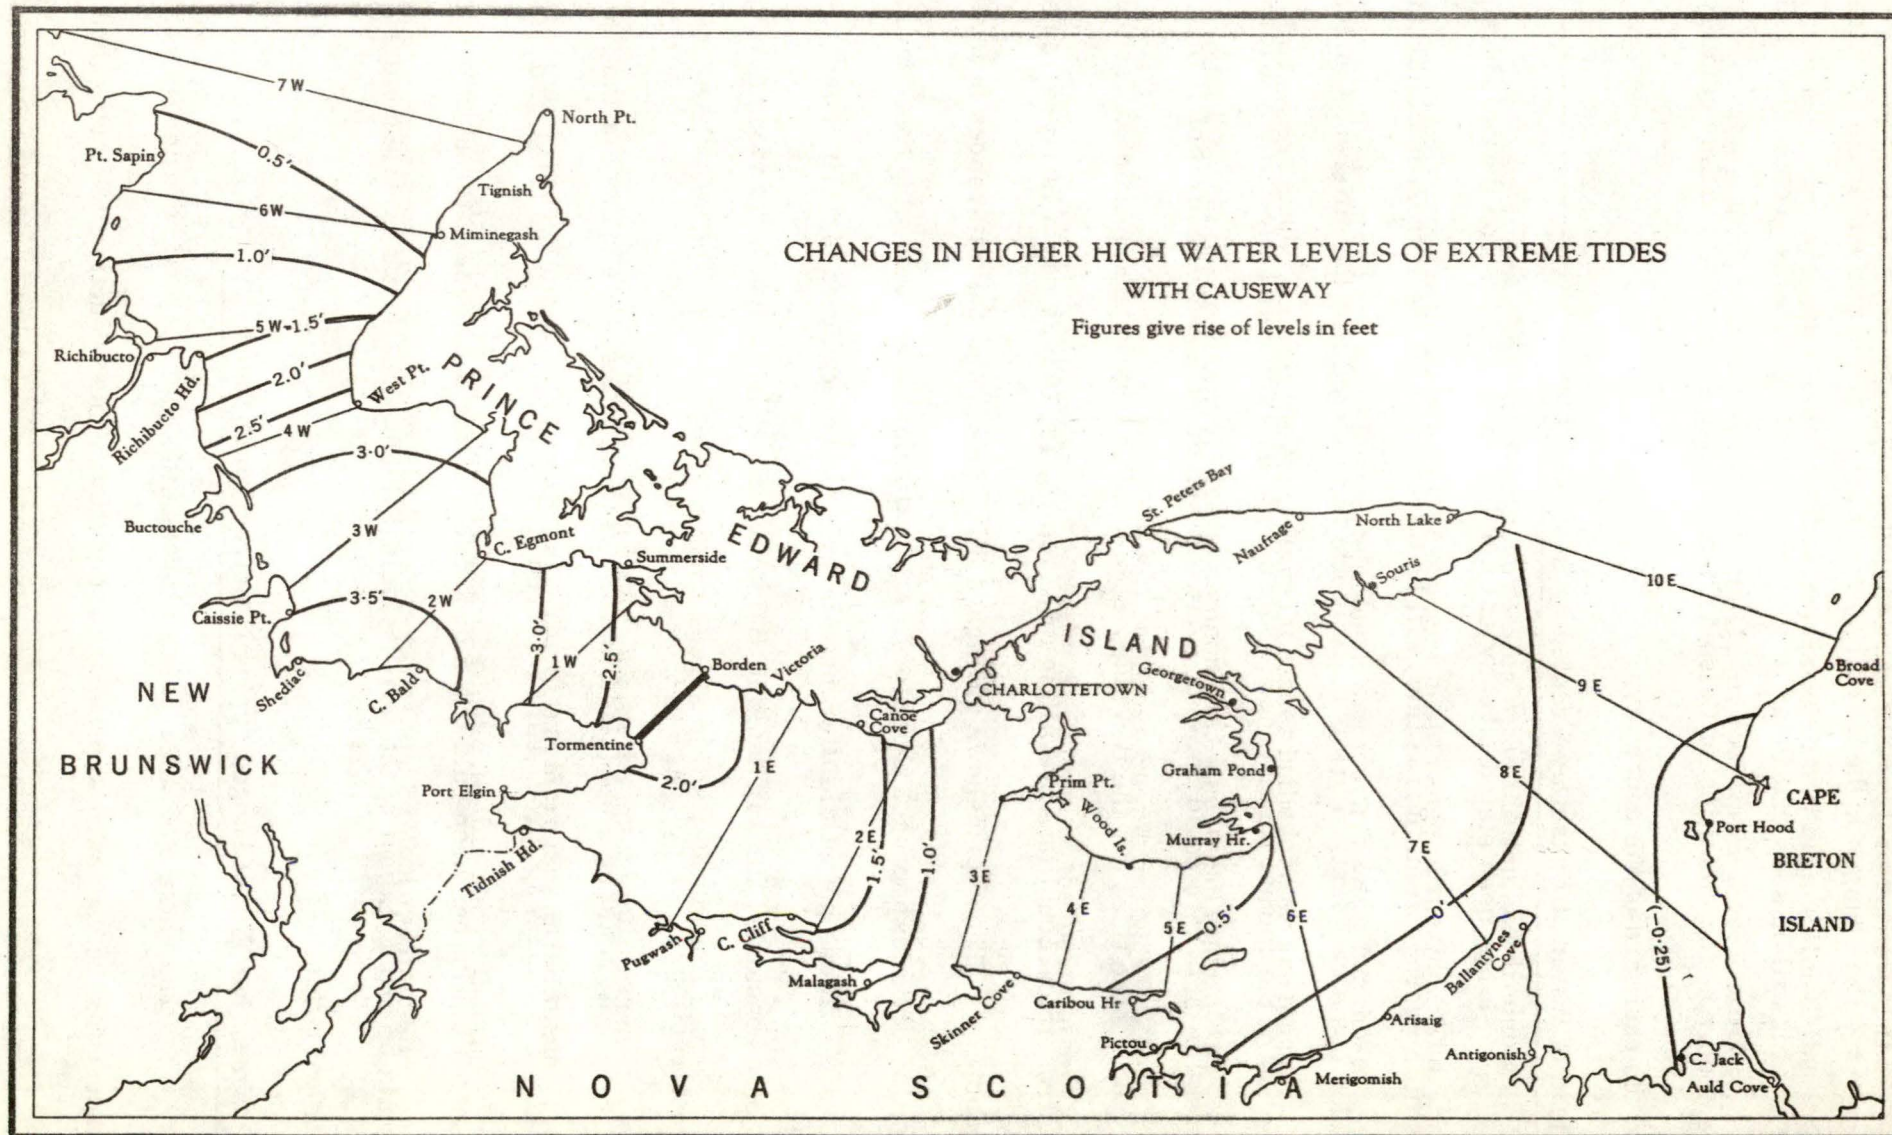 7 W
North Pt.
Pt. Sapin
0.5'
Tignish
6W
Miminegash
CHANGES IN HIGHER HIGH WATER LEVELS OF EXTREME TIDES
WITH CAUSEWAY
Figures give rise of levels in feet
1.0'
5 W
1.5'
Richibucto
Richibucto Hd.
2.0'
West Pt.
2.5'
4 W
3·0'
PRINCE
EDWARD
ISLAND
Buctouche
3 W
C. Egmont
Summerside
St. Peters Bay
Naufrage
North Lake
Souris
10 E
Caissie Pt.
3·5'
2 W
3·0'
1 W
2.5'
Borden
Victoria
Shediac
C. Bald
NEW
BRUNSWICK
Tormentine
Canoe
Cove
CHARLOTTETOWN
Georgetown
9 E
Broad
Cove
Port Elgin
2.0'
1 E
Prim Pt.
Graham Pond
8 E
CAPE
BRETON
ISLAND
Port Hood
Tidnish Hd.
2 E
1.5'
1.0'
Wood Is.
Murray Hr.
3 E
4 E
5 E
0.5'
6 E
7 E
0'
(−0·25)
Pugwash
C. Cliff
Malagash
Skinner Cove
Caribou Hr
Pictou
Ballantynes
Cove
Arisaig
Antigonish
Merigomish
C. Jack
Auld Cove
NOVA SCOTIA